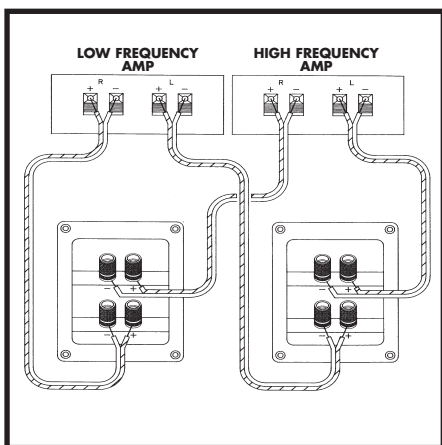 LOW FREQUENCY
AMP
HIGH FREQUENCY
AMP
R L
+ − + −
R L
+ − + −
− +
− +
− +
− +